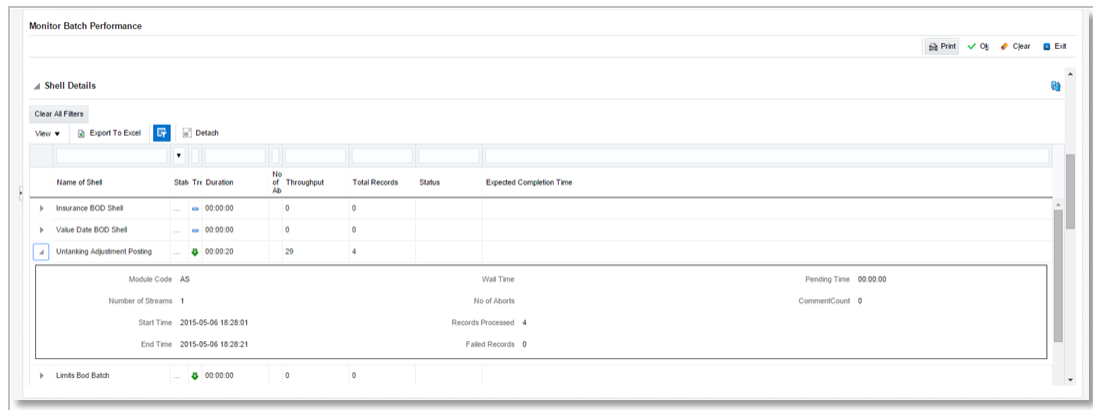 Monitor Batch Performance
Print Ok Clear Exit
Shell Details
Clear All Filters
View Export To Excel Detach
Name of Shell Stat Tre Duration No of Ab Throughput Total Records Status Expected Completion Time
Insurance BOD Shell ... 00:00:00 0 0
Value Date BOD Shell ... 00:00:00 0 0
Untanking Adjustment Posting ... 00:00:20 29 4
Module Code AS Wait Time Pending Time 00:00:00
Number of Streams 1 No of Aborts CommentCount 0
Start Time 2015-05-06 18:28:01 Records Processed 4
End Time 2015-05-06 18:28:21 Failed Records 0
Limits Bod Batch ... 00:00:00 0 0